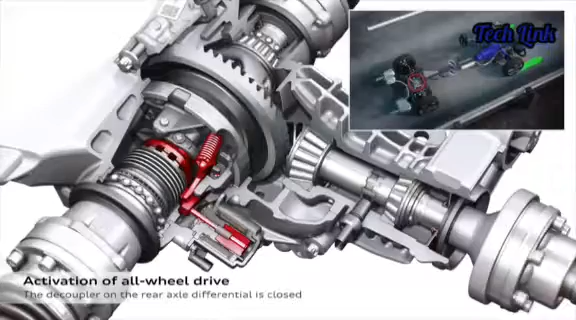 Tech Link
Activation of all-wheel drive
The decoupler on the rear axle differential is closed